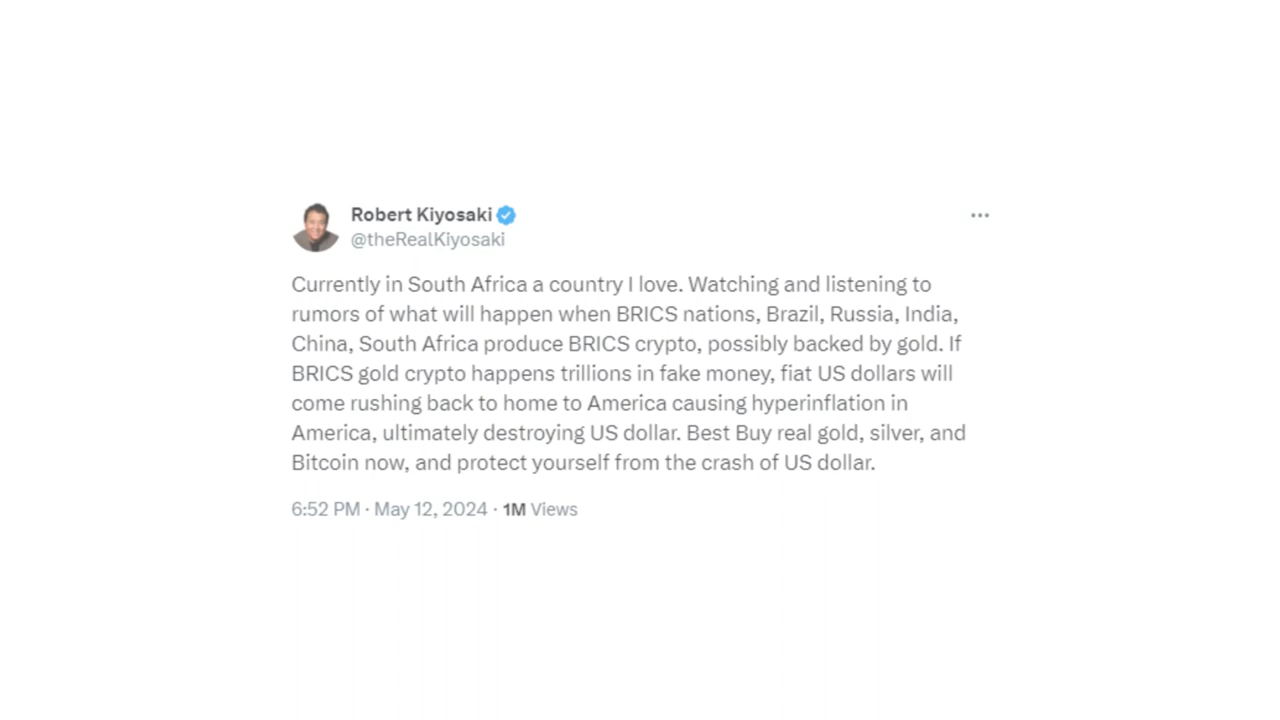 Robert Kiyosaki
@theRealKiyosaki
Currently in South Africa a country I love. Watching and listening to
rumors of what will happen when BRICS nations, Brazil, Russia, India,
China, South Africa produce BRICS crypto, possibly backed by gold. If
BRICS gold crypto happens trillions in fake money, fiat US dollars will
come rushing back to home to America causing hyperinflation in
America, ultimately destroying US dollar. Best Buy real gold, silver, and
Bitcoin now, and protect yourself from the crash of US dollar.
6:52 PM · May 12, 2024 · 1M Views